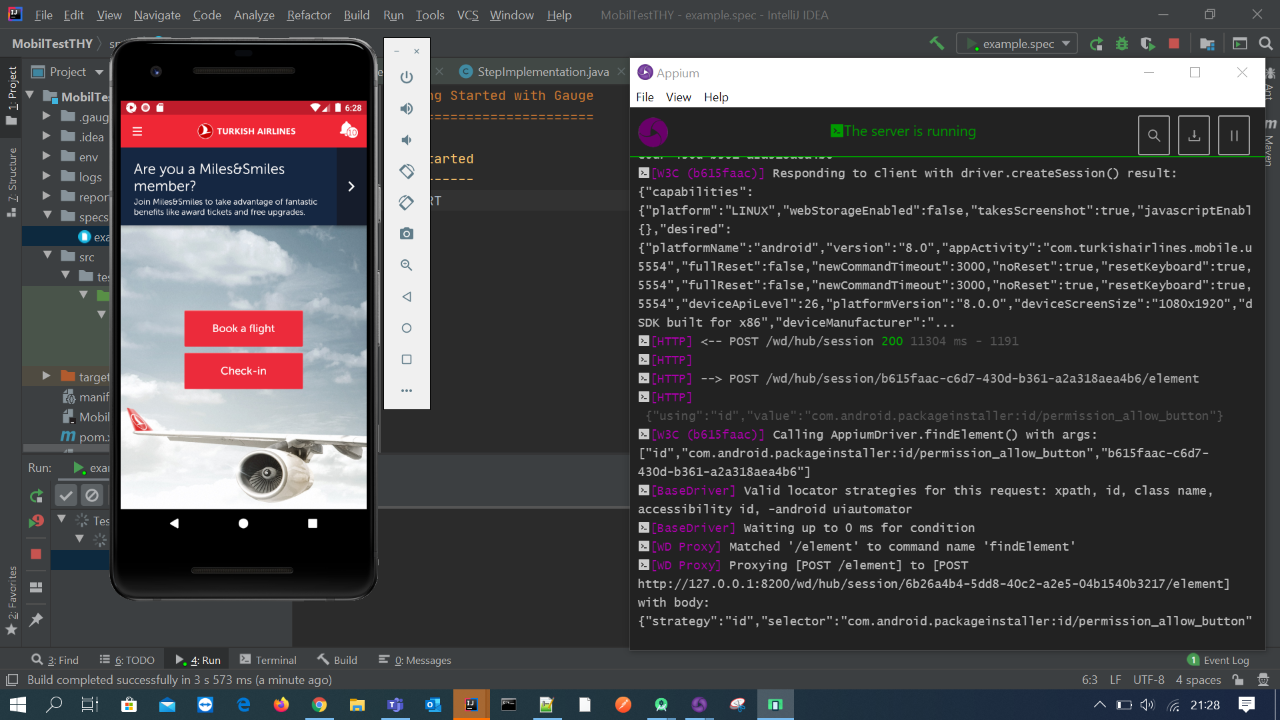 File Edit View Navigate Code Analyze Refactor Build Run Tools VCS Window Help MobilTestTHY - example.spec - IntelliJ IDEA
MobilTestTHY
example.spec
1: Project
7: Structure
2: Favorites
Project
StepImplementation.java
MobilTest
.gaug
.idea
env
logs
repor
specs
exa
src
tes
target
manif
Mobil
pom.x
g Started with Gauge
=====================
tarted
------
RT
6:28
TURKISH AIRLINES
10
Are you a Miles&Smiles
member?
Join Miles&Smiles to take advantage of fantastic
benefits like award tickets and free upgrades.
Book a flight
Check-in
Ant
Maven
Appium
File View Help
The server is running
[W3C (b615faac)] Responding to client with driver.createSession() result:
{"capabilities":
{"platform":"LINUX","webStorageEnabled":false,"takesScreenshot":true,"javascriptEnabl
{},"desired":
{"platformName":"android","version":"8.0","appActivity":"com.turkishairlines.mobile.u
5554","fullReset":false,"newCommandTimeout":3000,"noReset":true,"resetKeyboard":true,
5554","fullReset":false,"newCommandTimeout":3000,"noReset":true,"resetKeyboard":true,
5554","deviceApiLevel":26,"platformVersion":"8.0.0","deviceScreenSize":"1080x1920","d
SDK built for x86","deviceManufacturer":"...
[HTTP] <-- POST /wd/hub/session 200 11304 ms - 1191
[HTTP]
[HTTP] --> POST /wd/hub/session/b615faac-c6d7-430d-b361-a2a318aea4b6/element
[HTTP]
{"using":"id","value":"com.android.packageinstaller:id/permission_allow_button"}
[W3C (b615faac)] Calling AppiumDriver.findElement() with args:
["id","com.android.packageinstaller:id/permission_allow_button","b615faac-c6d7-
430d-b361-a2a318aea4b6"]
[BaseDriver] Valid locator strategies for this request: xpath, id, class name,
accessibility id, -android uiautomator
[BaseDriver] Waiting up to 0 ms for condition
[WD Proxy] Matched '/element' to command name 'findElement'
[WD Proxy] Proxying [POST /element] to [POST
http://127.0.0.1:8200/wd/hub/session/6b26a4b4-5dd8-40c2-a2e5-04b1540b3217/element]
with body:
{"strategy":"id","selector":"com.android.packageinstaller:id/permission_allow_button"
Run: exa
9
Tes
3: Find 6: TODO 4: Run Terminal Build 0: Messages 1 Event Log
Build completed successfully in 3 s 573 ms (a minute ago) 6:3 LF UTF-8 4 spaces
21:28